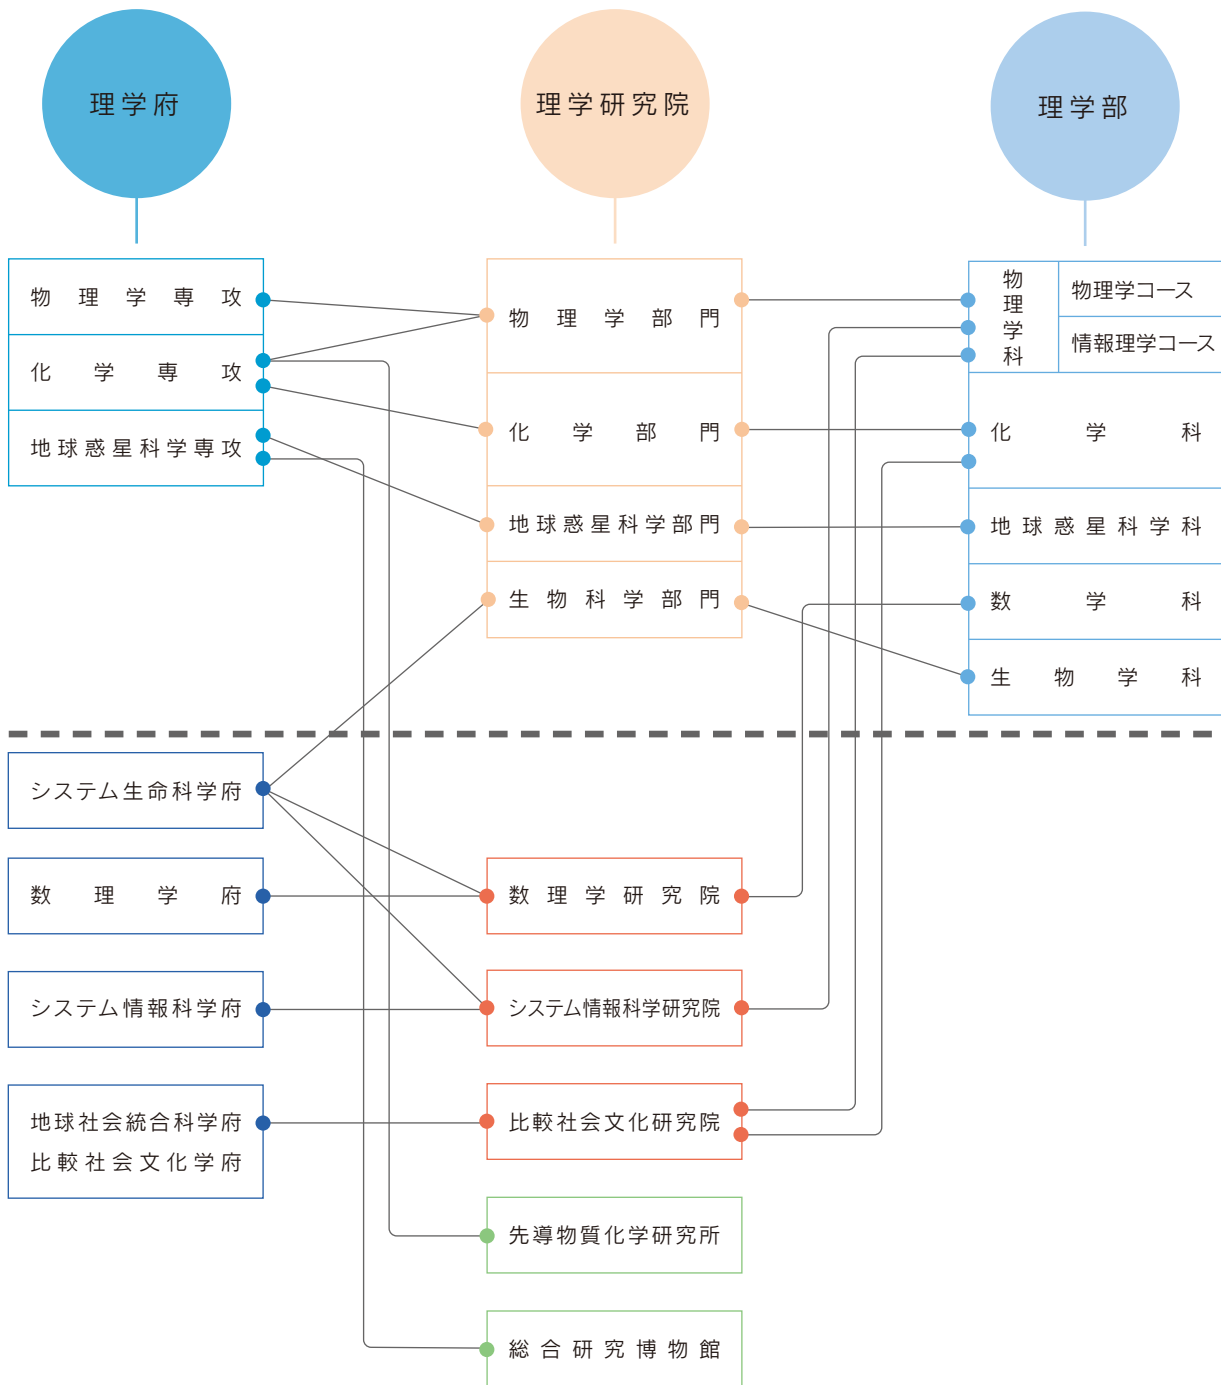 理学府
理学研究院
理学部
物理学専攻
化学専攻
地球惑星科学専攻
物理学部門
化学部門
地球惑星科学部門
生物科学部門
物理学科
物理学コース
情報理学コース
化学科
地球惑星科学科
数学科
生物学科
システム生命科学府
数理学府
システム情報科学府
地球社会統合科学府
比較社会文化学府
数理学研究院
システム情報科学研究院
比較社会文化研究院
先導物質化学研究所
総合研究博物館